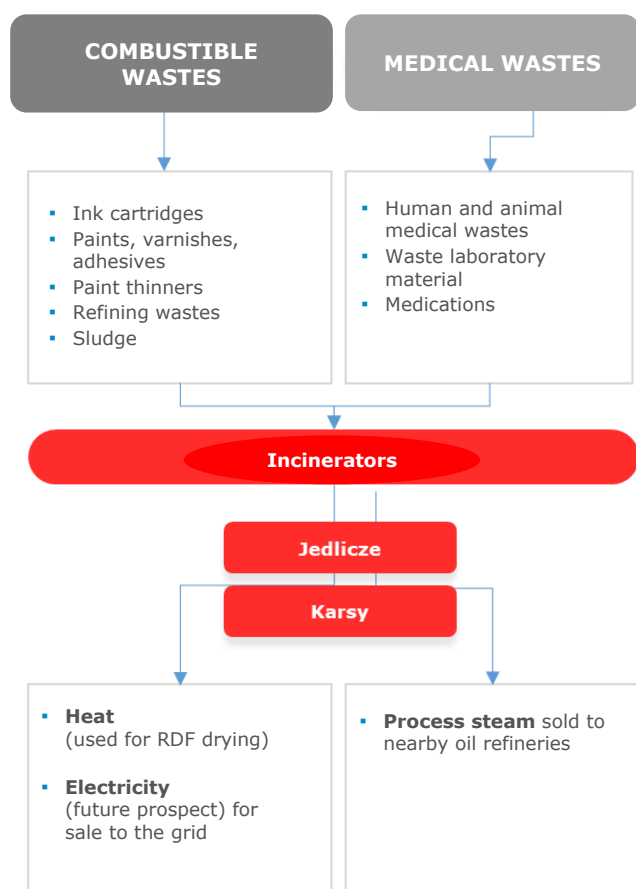 COMBUSTIBLE
WASTES
MEDICAL WASTES
▪ Ink cartridges
▪ Paints, varnishes,
adhesives
▪ Paint thinners
▪ Refining wastes
▪ Sludge
▪ Human and animal
medical wastes
▪ Waste laboratory
material
▪ Medications
Incinerators
Jedlicze
Karsy
▪ Heat
(used for RDF drying)
▪ Electricity
(future prospect) for
sale to the grid
▪ Process steam sold to
nearby oil refineries